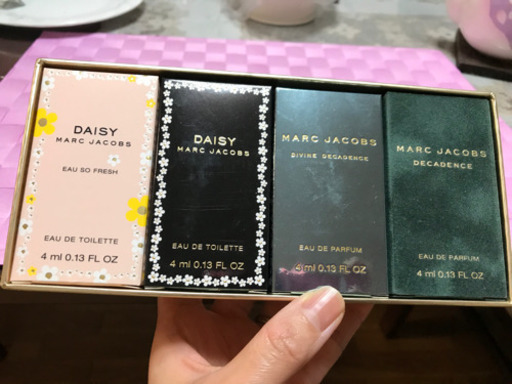 DAISY
MARC JACOBS
EAU SO FRESH
EAU DE TOILETTE
4 ml 0.13 FL OZ
DAISY
MARC JACOBS
EAU DE TOILETTE
4 ml 0.13 FL OZ
MARC JACOBS
DIVINE DECADENCE
EAU DE PARFUM
4 ml 0.13 FL OZ
MARC JACOBS
DECADENCE
EAU DE PARFUM
4 ml 0.13 FL OZ